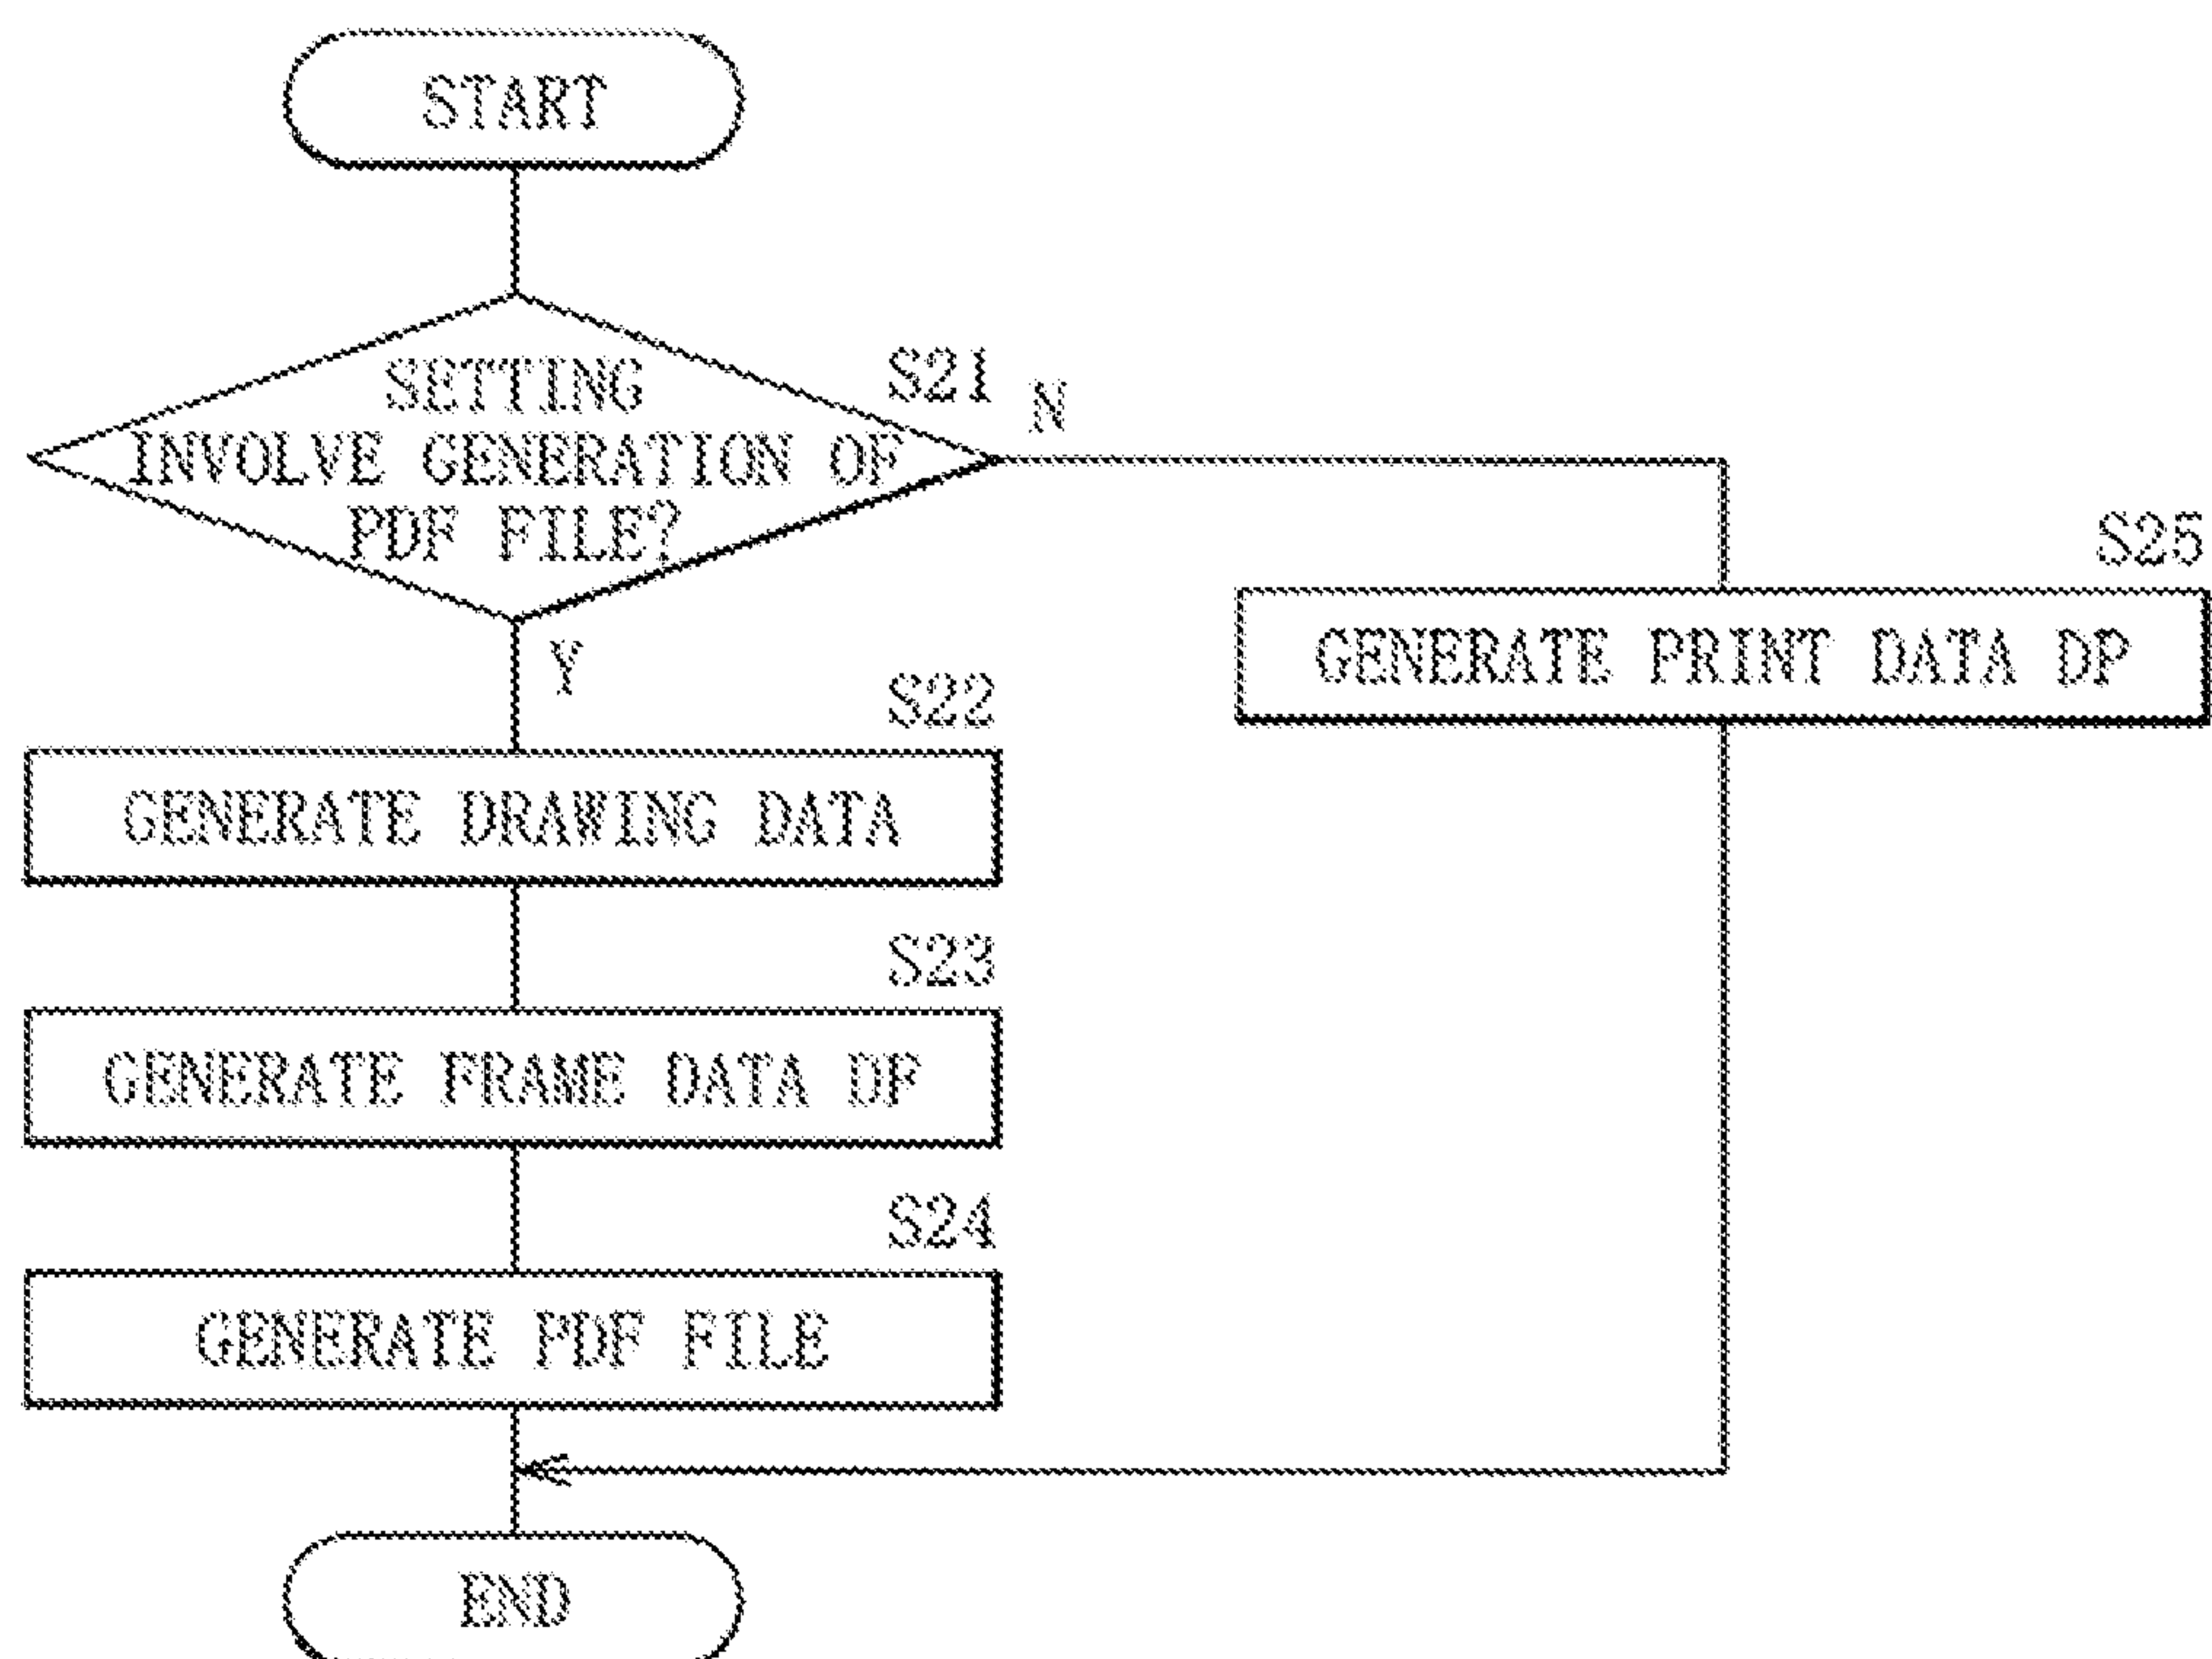 START
S21
SETTING
INVOLVE GENERATION OF
PDF FILE?
N
Y
S25
GENERATE PRINT DATA DP
S22
GENERATE DRAWING DATA
S23
GENERATE FRAME DATA DF
S24
GENERATE PDF FILE
END